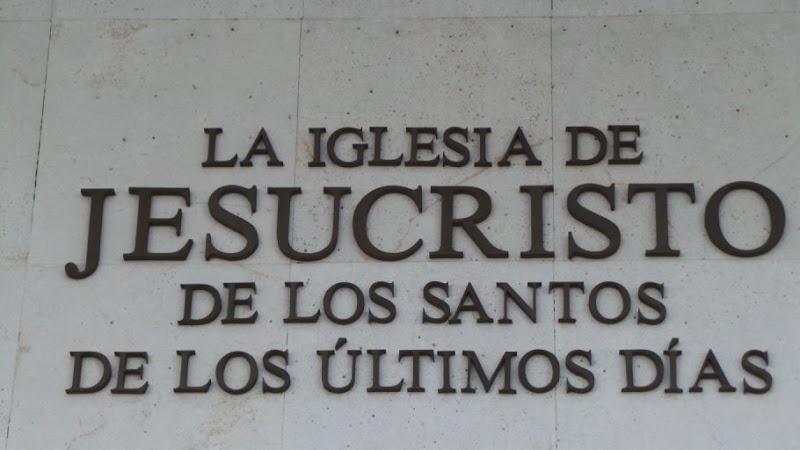 LA IGLESIA DE
JESUCRISTO
DE LOS SANTOS
DE LOS ÚLTIMOS DÍAS